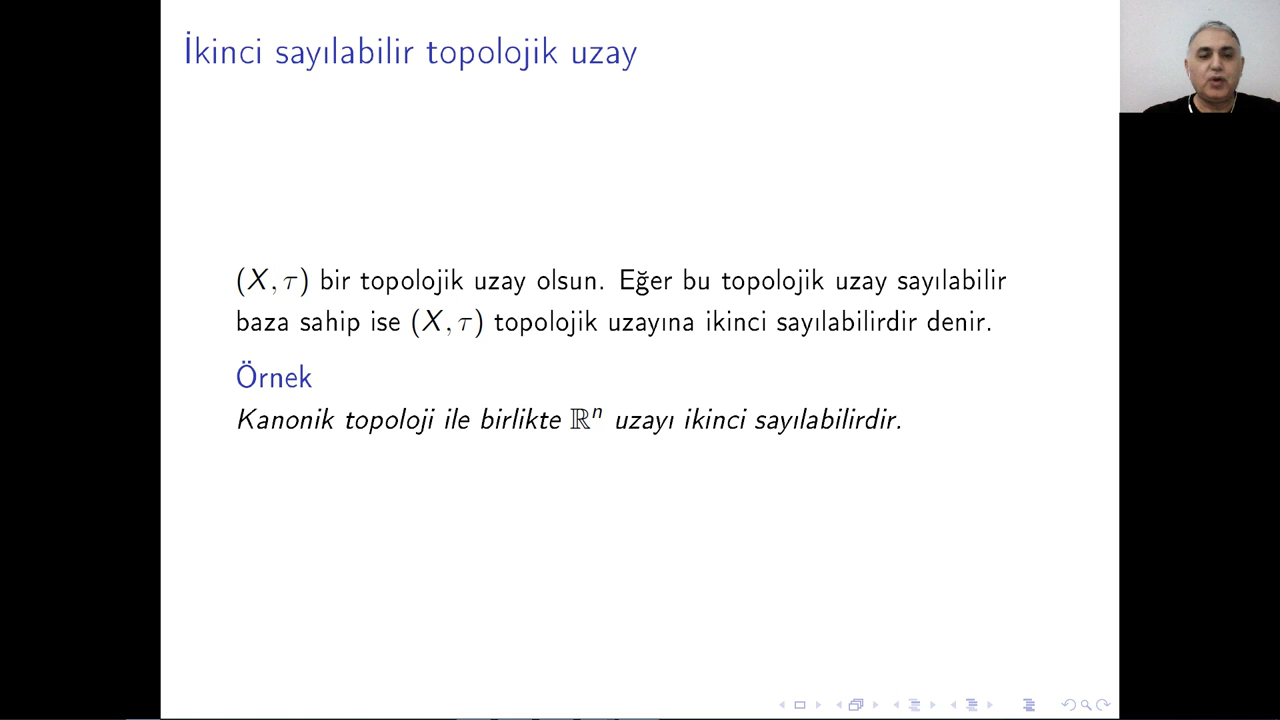 İkinci sayılabilir topolojik uzay
(X, τ) bir topolojik uzay olsun. Eğer bu topolojik uzay sayılabilir
baza sahip ise (X, τ) topolojik uzayına ikinci sayılabilirdir denir.
Örnek
Kanonik topoloji ile birlikte ℝⁿ uzayı ikinci sayılabilirdir.